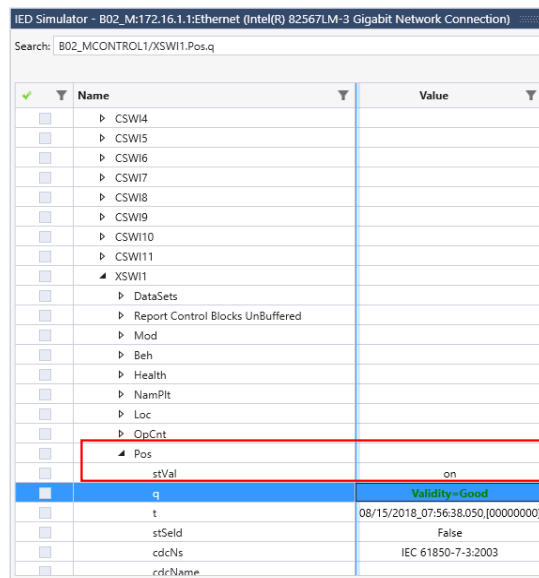 IED Simulator - B02_M:172.16.1.1:Ethernet (Intel(R) 82567LM-3 Gigabit Network Connection)
Search: B02_MCONTROL1/XSWI1.Pos.q
Name Value
CSWI4
CSWI5
CSWI6
CSWI7
CSWI8
CSWI9
CSWI10
CSWI11
XSWI1
DataSets
Report Control Blocks UnBuffered
Mod
Beh
Health
NamPlt
Loc
OpCnt
Pos
stVal on
q Validity=Good
t 08/15/2018_07:56:38.050,[00000000]
stSeld False
cdcNs IEC 61850-7-3:2003
cdcName